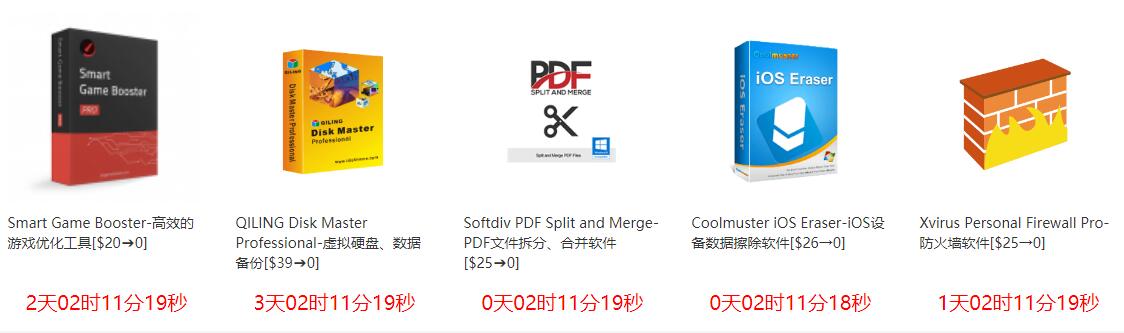 Smart Game Booster
Smart
Game Booster
PRO
QILING
Disk Master Professional
QILING
Disk Master
Professional
PDF
SPLIT AND MERGE
Split and Merge PDF Files
Coolmuster
iOS Eraser
iOS Eraser
Smart Game Booster-高效的
游戏优化工具[$20➔0]
QILING Disk Master
Professional-虚拟硬盘、数据
备份[$39➔0]
Softdiv PDF Split and Merge-
PDF文件拆分、合并软件
[$25➔0]
Coolmuster iOS Eraser-iOS设
备数据擦除软件[$26→0]
Xvirus Personal Firewall Pro-
防火墙软件[$25→0]
2天02时11分19秒
3天02时11分19秒
0天02时11分19秒
0天02时11分18秒
1天02时11分19秒